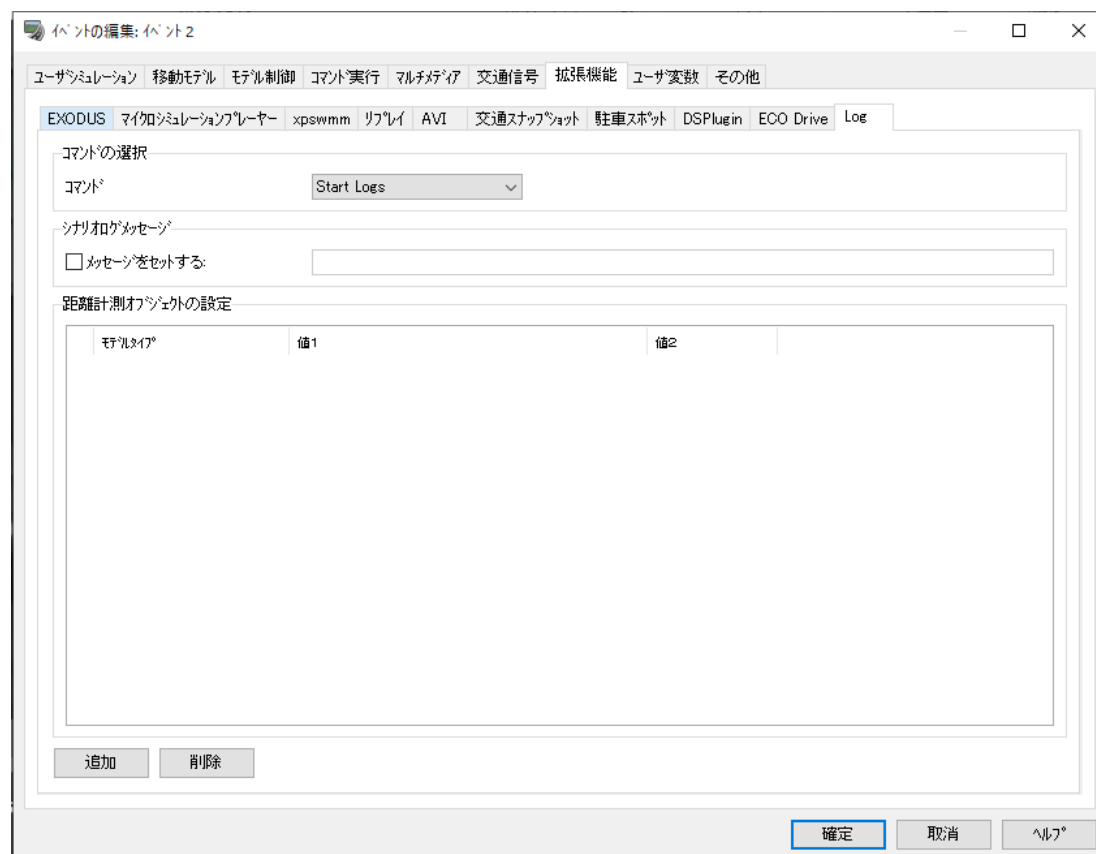 イベントの編集: イベント 2
ユーザシミュレーション 移動モデル モデル制御 コマンド実行 マルチメディア 交通信号 拡張機能 ユーザ変数 その他
EXODUS マイクロシミュレーションプレーヤー xpswmm リプレイ AVI 交通スナップショット 駐車スポット DSPlugin ECO Drive Log
コマンドの選択
コマンド Start Logs
シナリオログメッセージ
メッセージをセットする:
距離計測オブジェクトの設定
モデルタイプ 値1 値2
追加 削除
確定 取消 ヘルプ